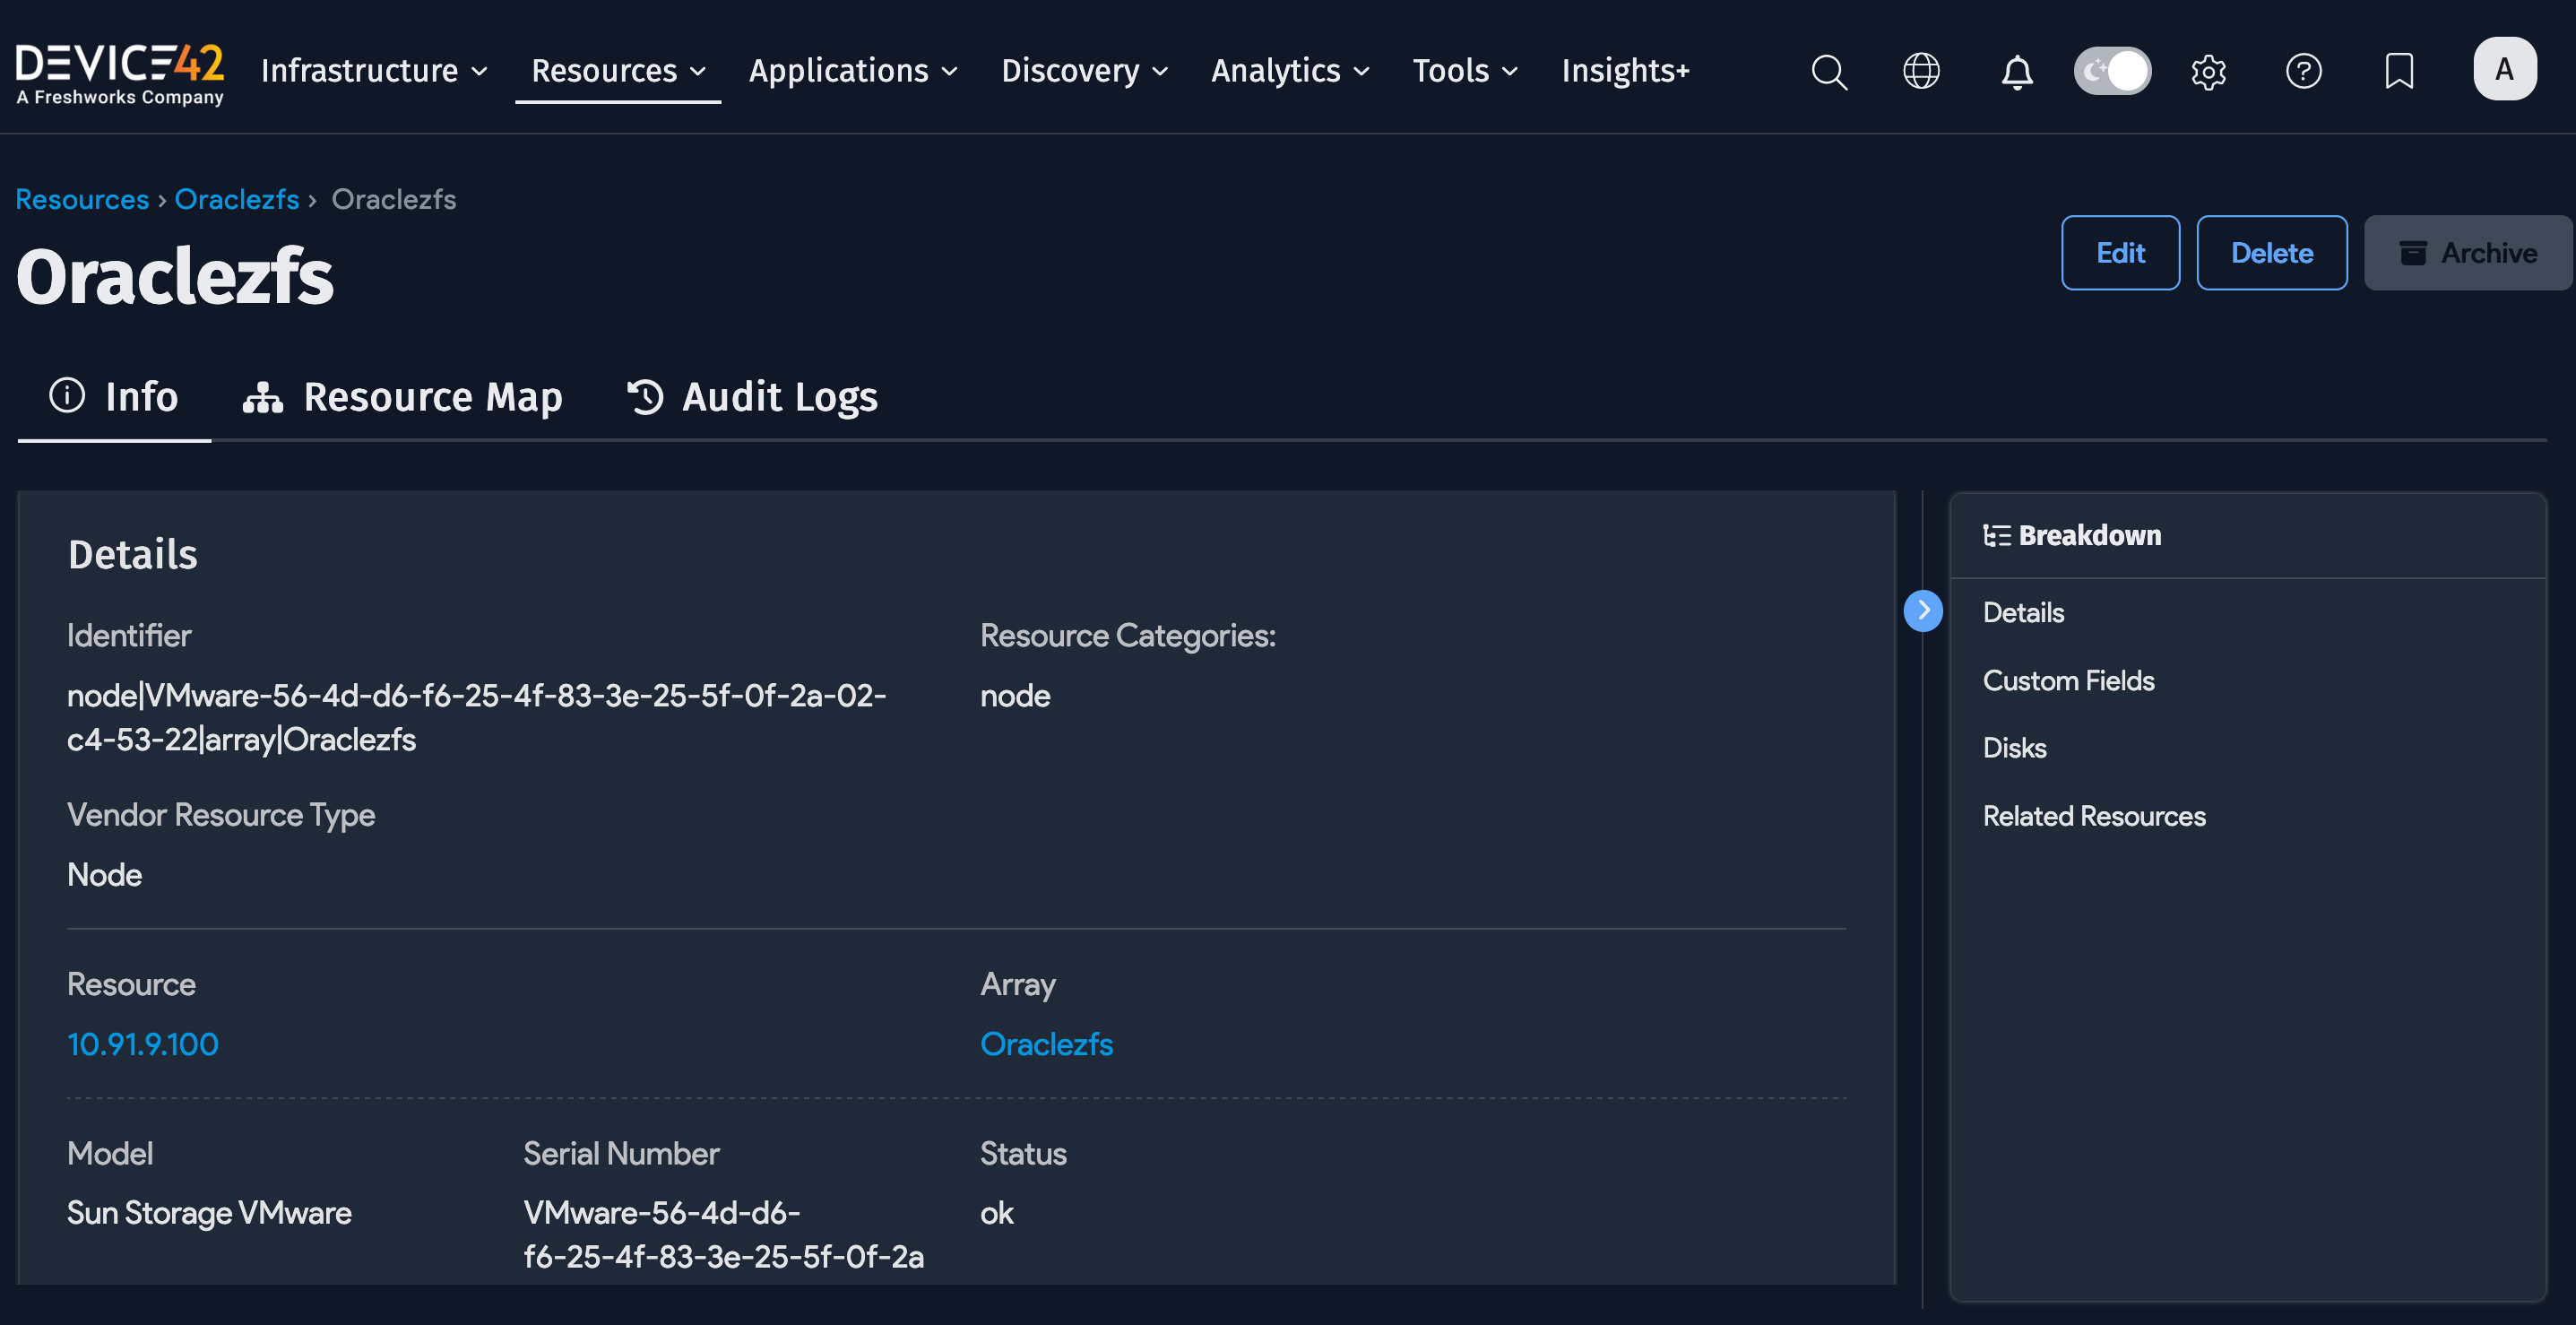 DEVICE42
A Freshworks Company
Infrastructure
Resources
Applications
Discovery
Analytics
Tools
Insights+
A
Resources › Oraclezfs › Oraclezfs
Oraclezfs
Edit
Delete
Archive
Info
Resource Map
Audit Logs
Details
Identifier
node|VMware-56-4d-d6-f6-25-4f-83-3e-25-5f-0f-2a-02-
c4-53-22|array|Oraclezfs
Resource Categories:
node
Vendor Resource Type
Node
Resource
10.91.9.100
Array
Oraclezfs
Model
Sun Storage VMware
Serial Number
VMware-56-4d-d6-
f6-25-4f-83-3e-25-5f-0f-2a
Status
ok
Breakdown
Details
Custom Fields
Disks
Related Resources